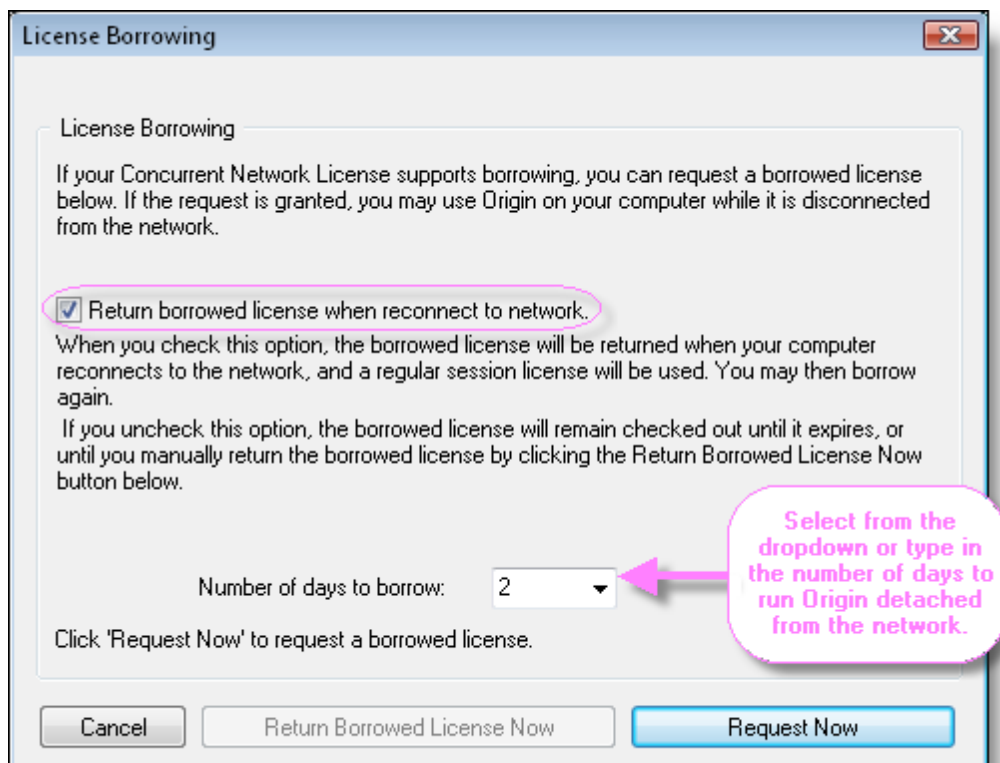 License Borrowing
License Borrowing
If your Concurrent Network License supports borrowing, you can request a borrowed license
below. If the request is granted, you may use Origin on your computer while it is disconnected
from the network.
Return borrowed license when reconnect to network.
When you check this option, the borrowed license will be returned when your computer
reconnects to the network, and a regular session license will be used. You may then borrow
again.
If you uncheck this option, the borrowed license will remain checked out until it expires, or
until you manually return the borrowed license by clicking the Return Borrowed License Now
button below.
Select from the
dropdown or type in
the number of days to
run Origin detached
from the network.
Number of days to borrow: 2
Click 'Request Now' to request a borrowed license.
Cancel Return Borrowed License Now Request Now